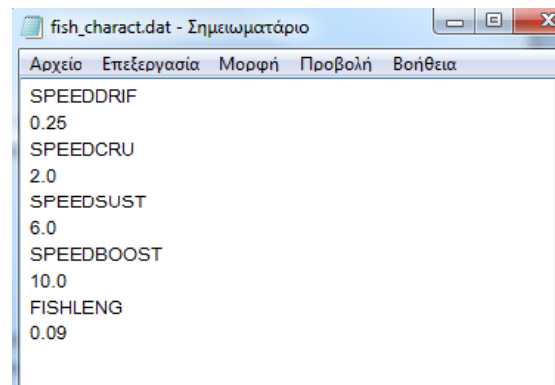 fish_charact.dat - Σημειωματάριο
Αρχείο Επεξεργασία Μορφή Προβολή Βοήθεια
SPEEDDRIF
0.25
SPEEDCRU
2.0
SPEEDSUST
6.0
SPEEDBOOST
10.0
FISHLENG
0.09